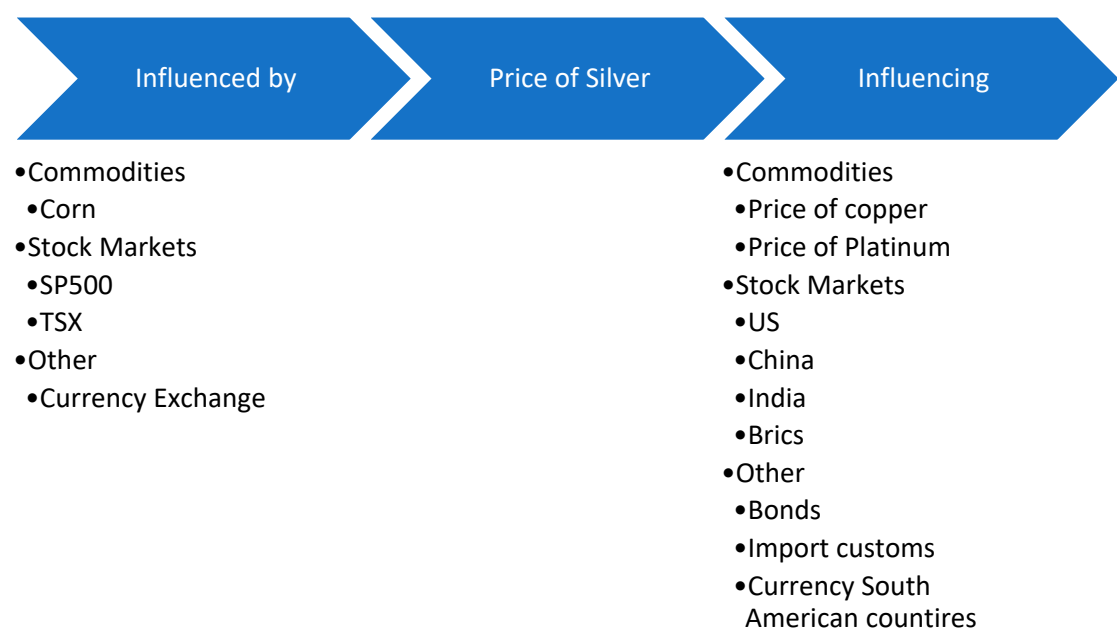 Influenced by
Price of Silver
Influencing
•Commodities
•Corn
•Stock Markets
•SP500
•TSX
•Other
•Currency Exchange
•Commodities
•Price of copper
•Price of Platinum
•Stock Markets
•US
•China
•India
•Brics
•Other
•Bonds
•Import customs
•Currency South
American countires